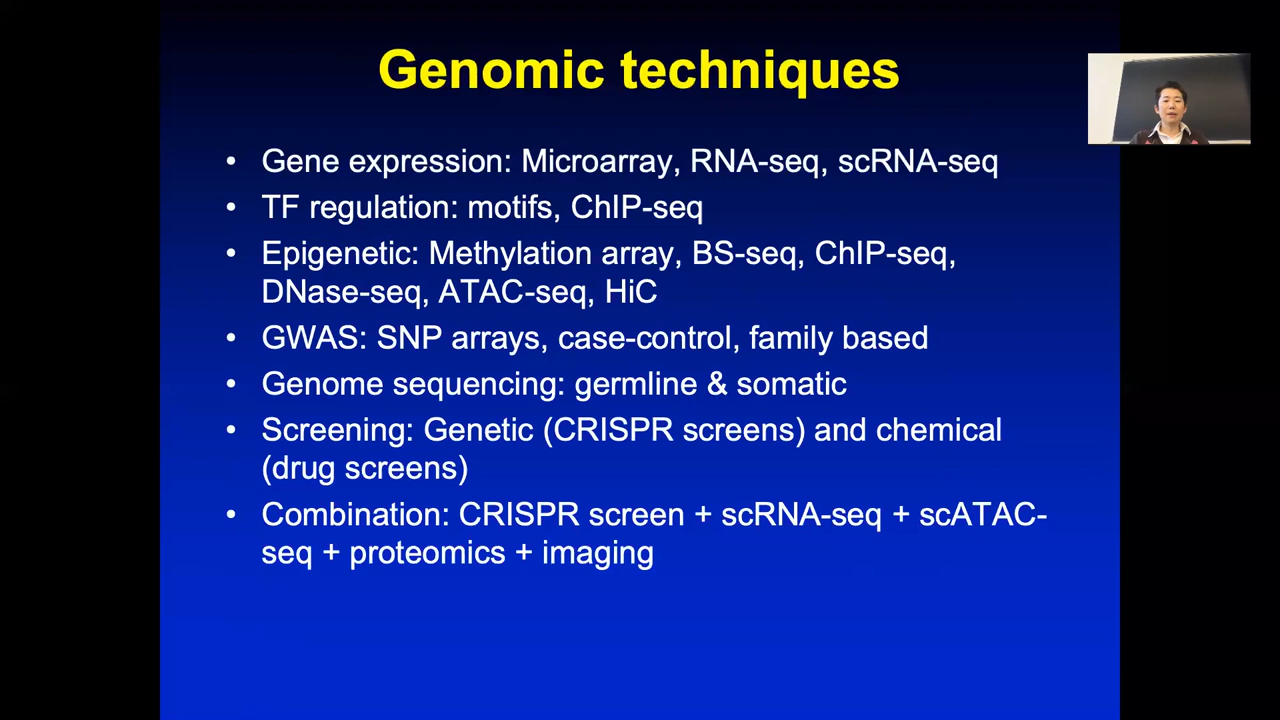 Genomic techniques
• Gene expression: Microarray, RNA-seq, scRNA-seq
• TF regulation: motifs, ChIP-seq
• Epigenetic: Methylation array, BS-seq, ChIP-seq,
DNase-seq, ATAC-seq, HiC
• GWAS: SNP arrays, case-control, family based
• Genome sequencing: germline & somatic
• Screening: Genetic (CRISPR screens) and chemical
(drug screens)
• Combination: CRISPR screen + scRNA-seq + scATAC-
seq + proteomics + imaging